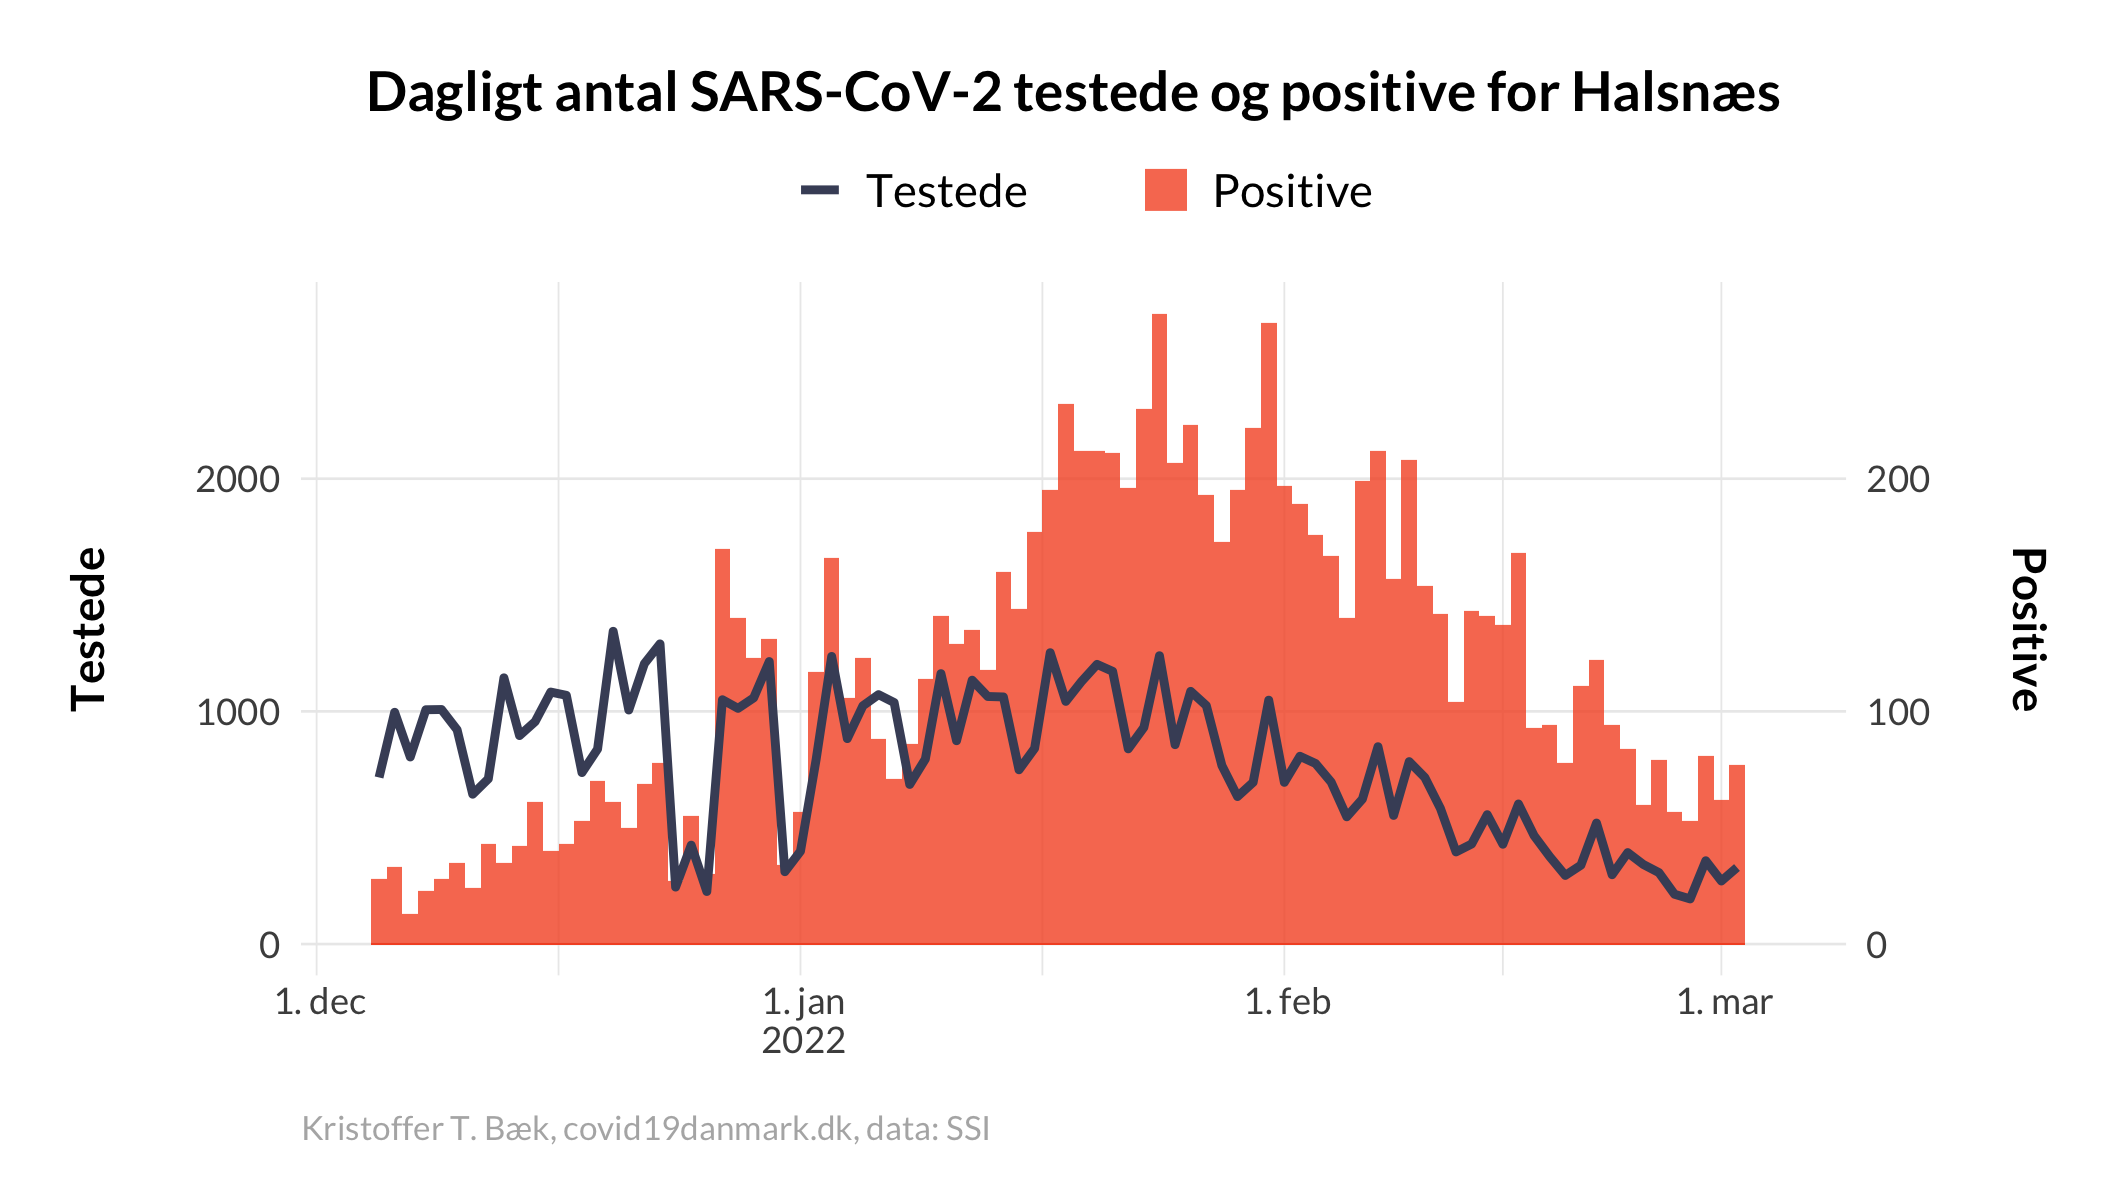 Dagligt antal SARS-CoV-2 testede og positive for Halsnæs
Testede
Positive
2000
1000
0
Testede
200
100
0
Positive
1. dec
1. jan
2022
1. feb
1. mar
Kristoffer T. Bæk, covid19danmark.dk, data: SSI